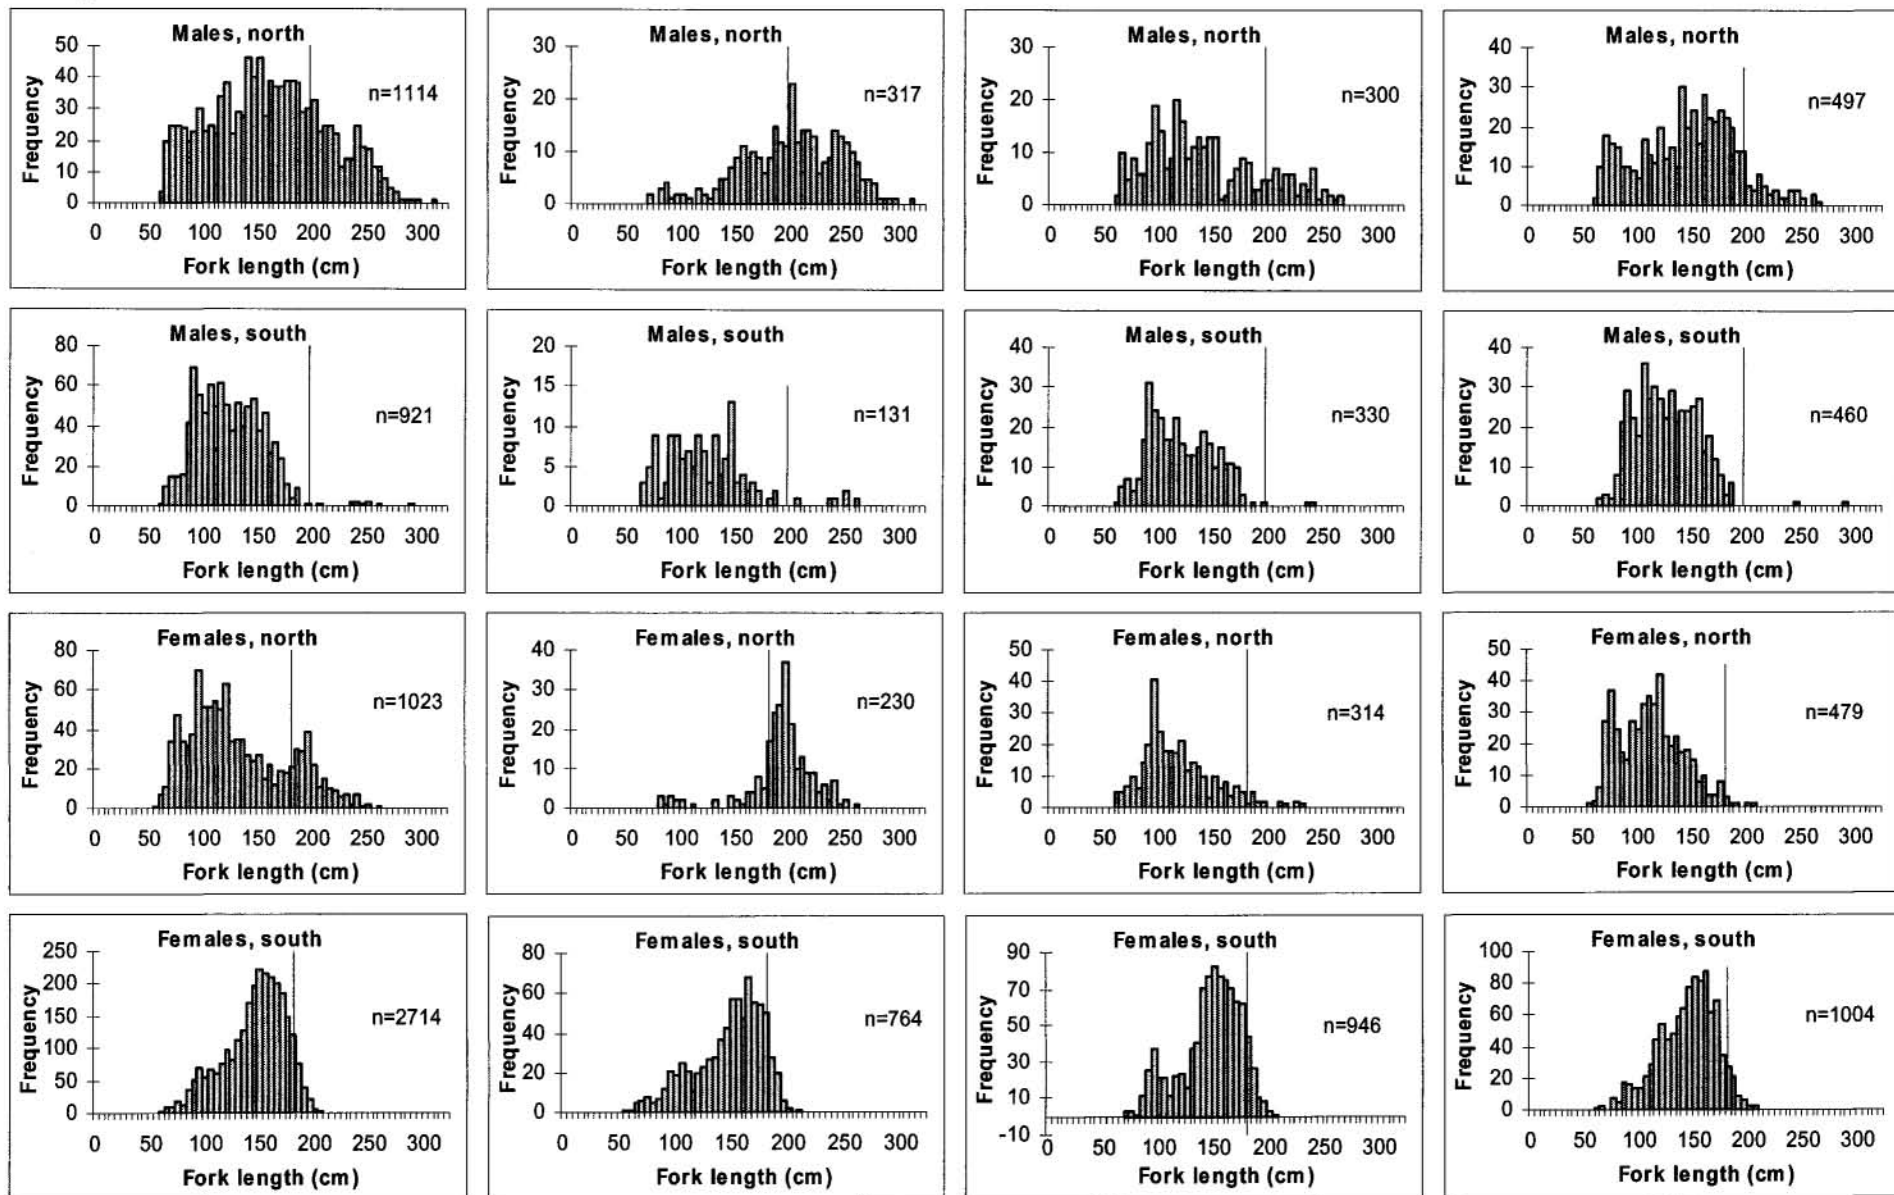 Males, north
Frequency
50
40
30
20
10
0
n=1114
0 50 100 150 200 250 300
Fork length (cm)
Males, north
Frequency
30
20
10
0
n=317
0 50 100 150 200 250 300
Fork length (cm)
Males, north
Frequency
30
20
10
0
n=300
0 50 100 150 200 250 300
Fork length (cm)
Males, north
Frequency
40
30
20
10
0
n=497
0 50 100 150 200 250 300
Fork length (cm)
Males, south
Frequency
80
60
40
20
0
n=921
0 50 100 150 200 250 300
Fork length (cm)
Males, south
Frequency
20
15
10
5
0
n=131
0 50 100 150 200 250 300
Fork length (cm)
Males, south
Frequency
40
30
20
10
0
n=330
0 50 100 150 200 250 300
Fork length (cm)
Males, south
Frequency
40
30
20
10
0
n=460
0 50 100 150 200 250 300
Fork length (cm)
Females, north
Frequency
80
60
40
20
0
n=1023
0 50 100 150 200 250 300
Fork length (cm)
Females, north
Frequency
40
30
20
10
0
n=230
0 50 100 150 200 250 300
Fork length (cm)
Females, north
Frequency
50
40
30
20
10
0
n=314
0 50 100 150 200 250 300
Fork length (cm)
Females, north
Frequency
50
40
30
20
10
0
n=479
0 50 100 150 200 250 300
Fork length (cm)
Females, south
Frequency
250
200
150
100
50
0
n=2714
0 50 100 150 200 250 300
Fork length (cm)
Females, south
Frequency
80
60
40
20
0
n=764
0 50 100 150 200 250 300
Fork length (cm)
Females, south
Frequency
90
70
50
30
10
-10
n=946
0 50 100 150 200 250 300
Fork length (cm)
Females, south
Frequency
100
80
60
40
20
0
n=1004
0 50 100 150 200 250 300
Fork length (cm)